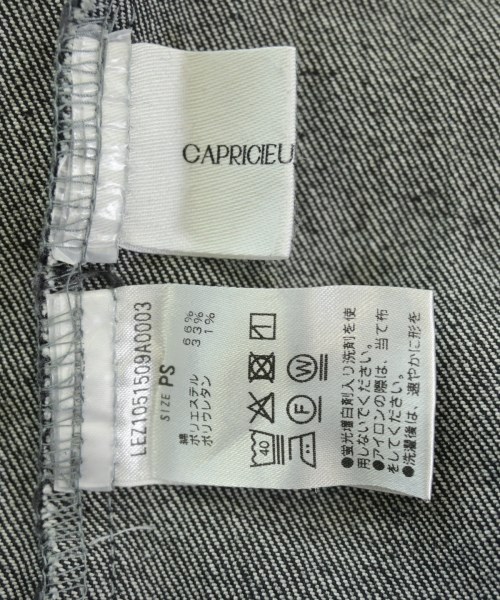 CAPRICIEU
LEZ1051509A0003
SIZE PS
綿 66%
ポリエステル 33%
ポリウレタン 1%
40
F
W
●蛍光増白剤入り洗剤を使
用しないでください。
●アイロンの際は、当て布
をしてください。
●洗濯後は、速やかに形を